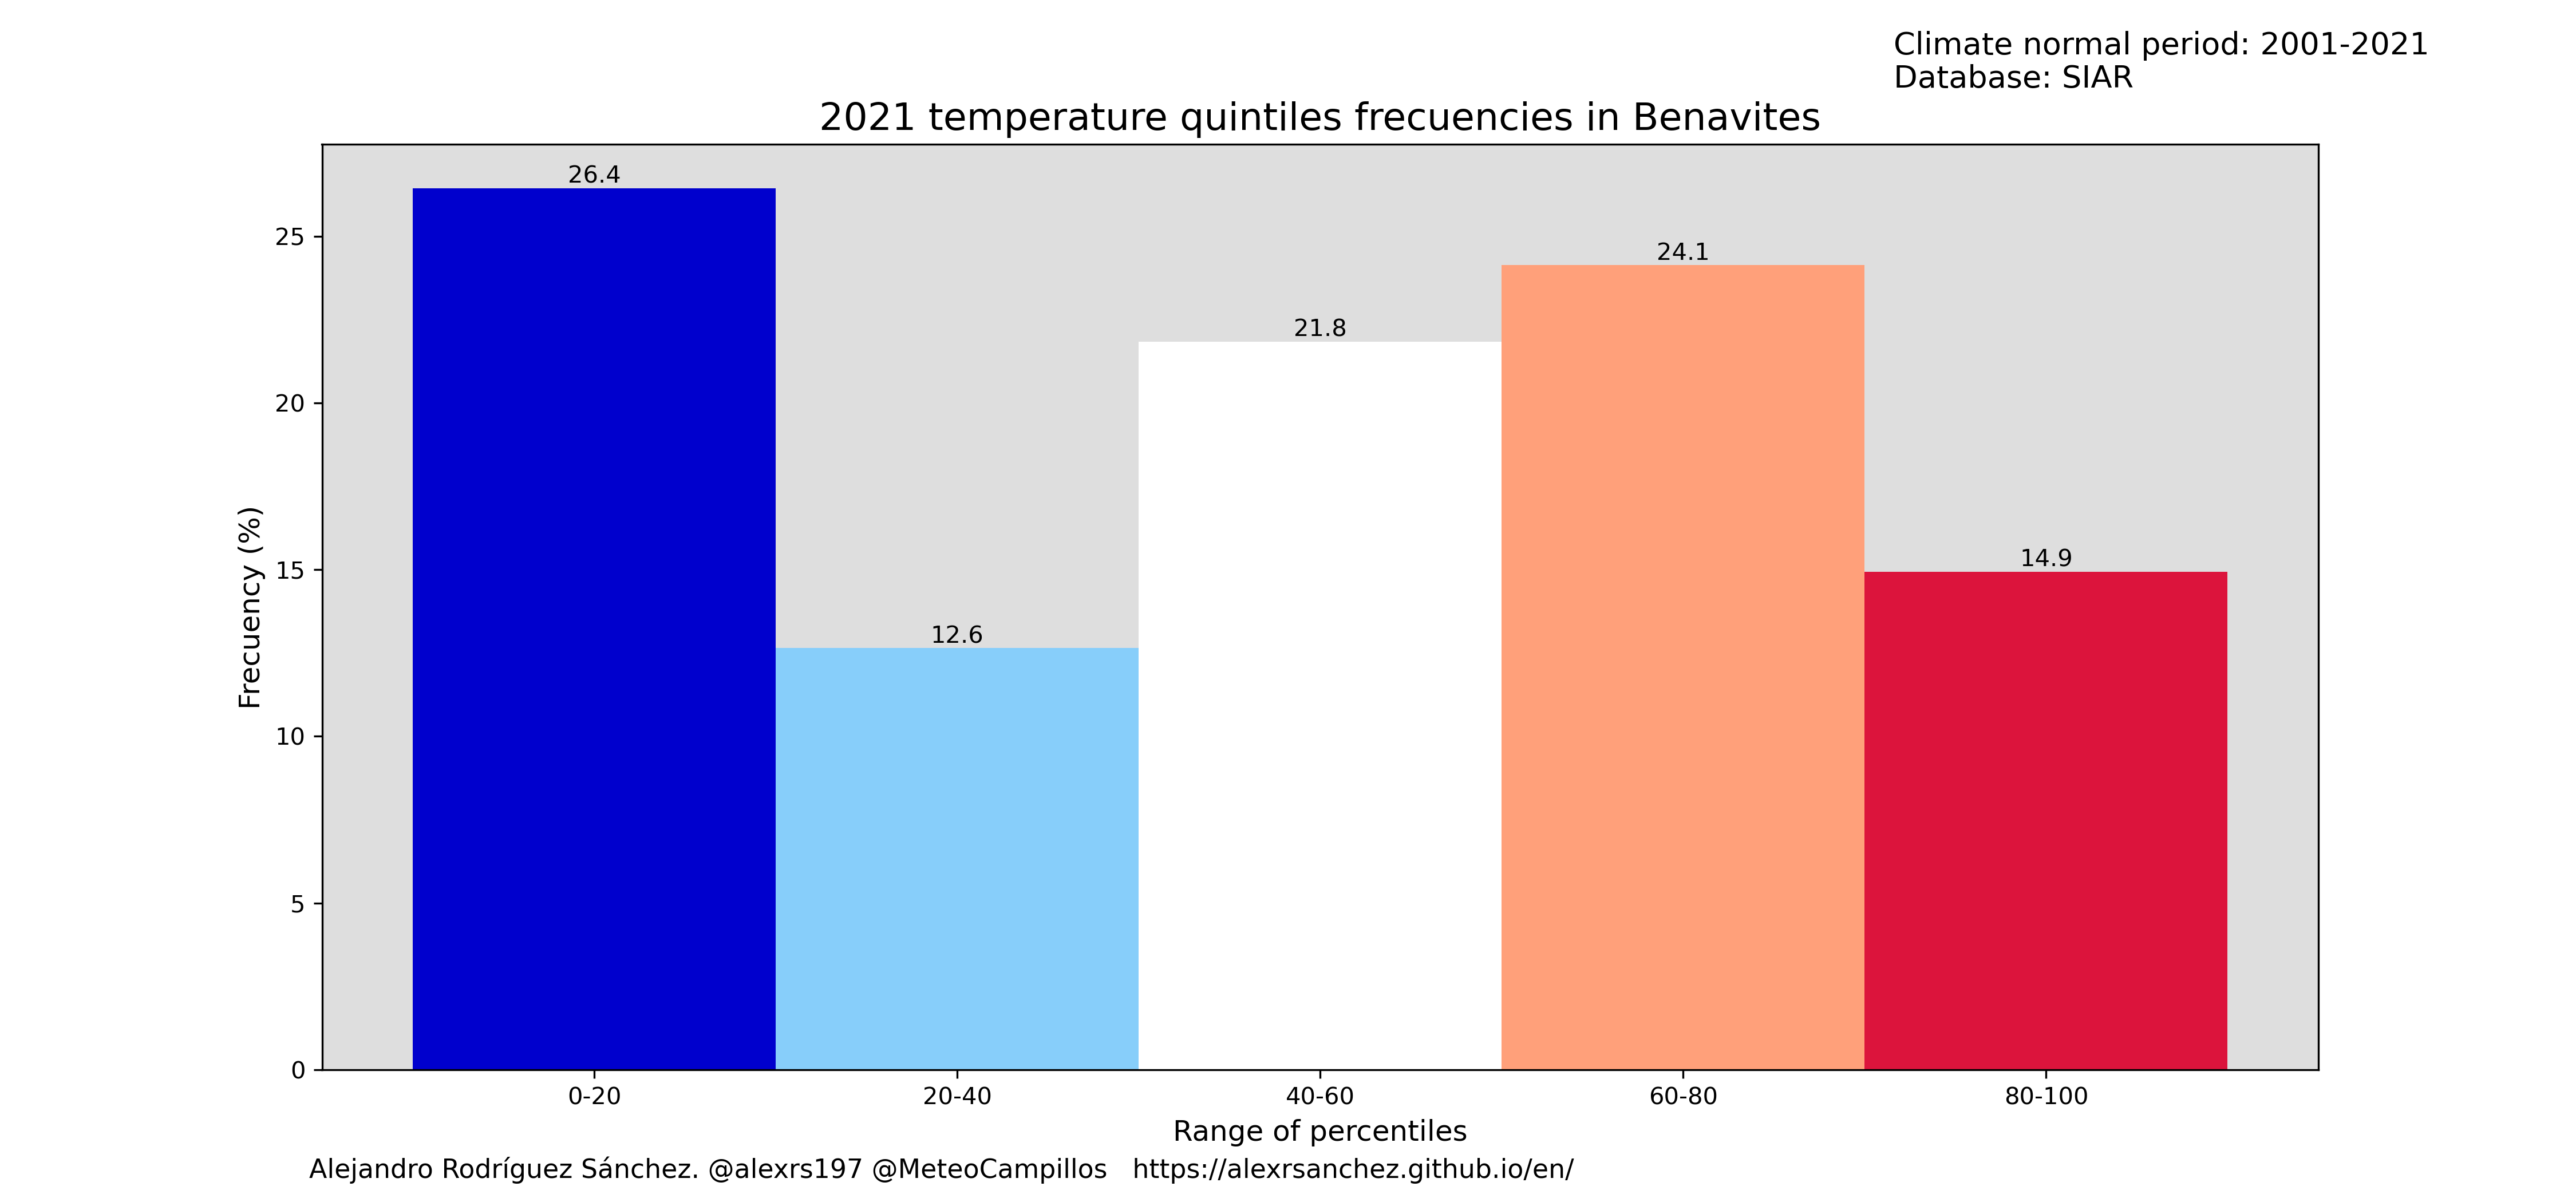 Climate normal period: 2001-2021
Database: SIAR
2021 temperature quintiles frecuencies in Benavites
26.4
24.1
21.8
14.9
12.6
25
20
15
10
5
0
Frecuency (%)
0-20
20-40
40-60
60-80
80-100
Range of percentiles
Alejandro Rodríguez Sánchez. @alexrs197 @MeteoCampillos https://alexrsanchez.github.io/en/